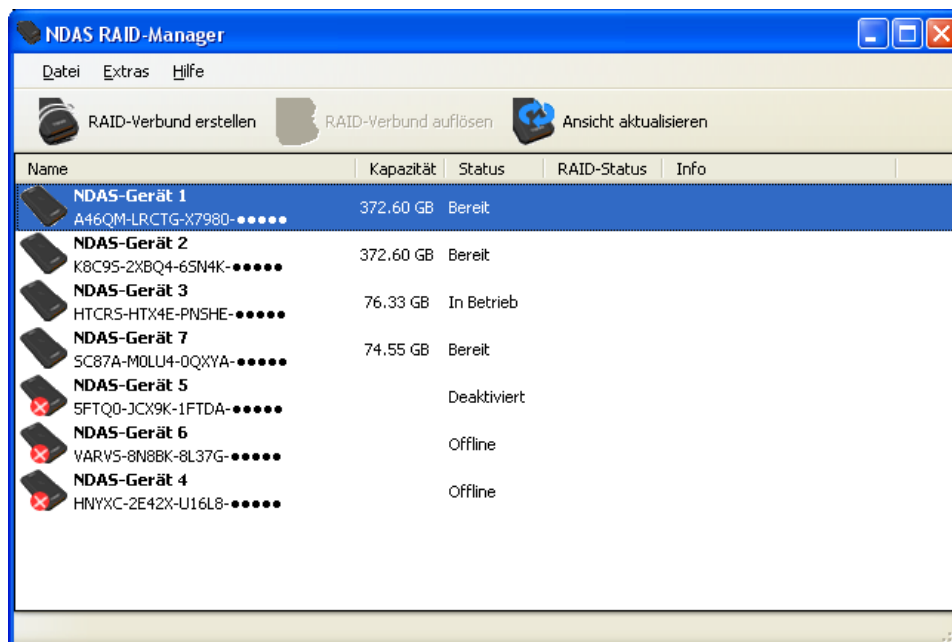 NDAS RAID-Manager
Datei Extras Hilfe
RAID-Verbund erstellen RAID-Verbund auflösen Ansicht aktualisieren
Name Kapazität Status RAID-Status Info
NDAS-Gerät 1
A46QM-LRCTG-X7980-●●●●● 372.60 GB Bereit
NDAS-Gerät 2
K8C9S-2XBQ4-6SN4K-●●●●● 372.60 GB Bereit
NDAS-Gerät 3
HTCRS-HTX4E-PNSHE-●●●●● 76.33 GB In Betrieb
NDAS-Gerät 7
SC87A-M0LU4-0QXYA-●●●●● 74.55 GB Bereit
NDAS-Gerät 5
5FTQ0-JCX9K-1FTDA-●●●●● Deaktiviert
NDAS-Gerät 6
VARVS-8N8BK-8L37G-●●●●● Offline
NDAS-Gerät 4
HNYXC-2E42X-U16L8-●●●●● Offline